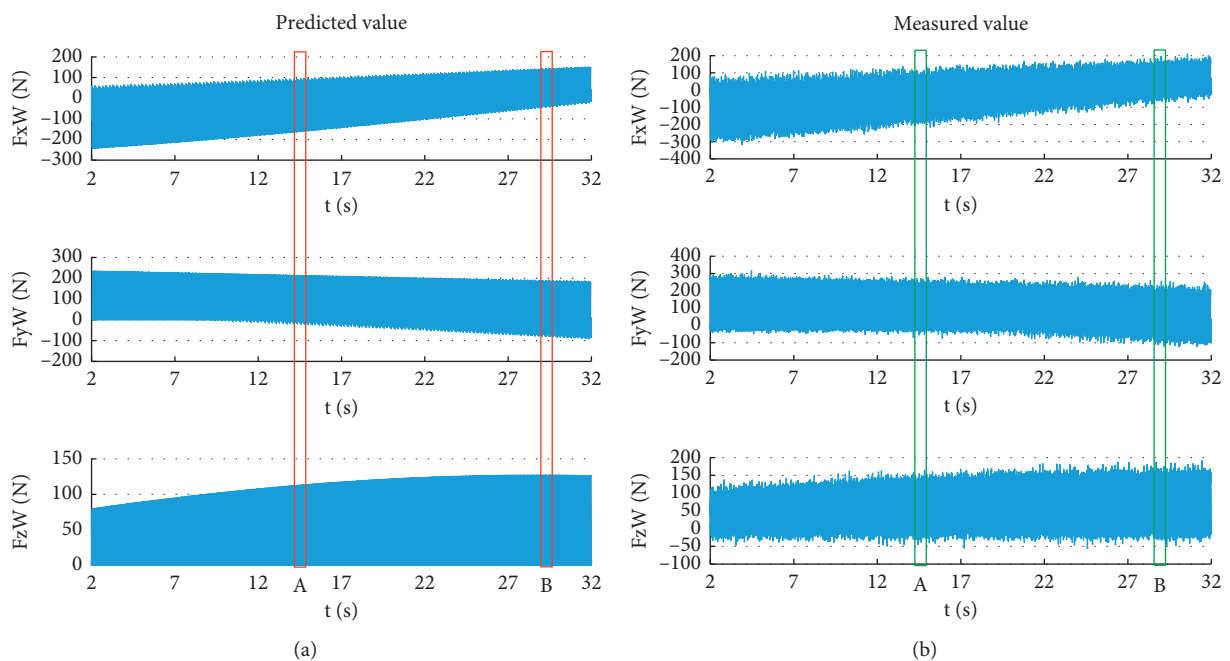 Predicted value
FxW (N)
200
100
0
−100
−200
−300
2 7 12 17 22 27 32
t (s)
FyW (N)
300
200
100
0
−100
−200
2 7 12 17 22 27 32
t (s)
FzW (N)
150
100
50
0
2 7 12 17 22 27 32
A B
t (s)
(a)
Measured value
FxW (N)
200
100
0
−100
−200
−300
−400
2 7 12 17 22 27 32
t (s)
FyW (N)
400
300
200
100
0
−100
−200
2 7 12 17 22 27 32
t (s)
FzW (N)
200
150
100
50
0
−50
−100
2 7 12 17 22 27 32
A B
t (s)
(b)